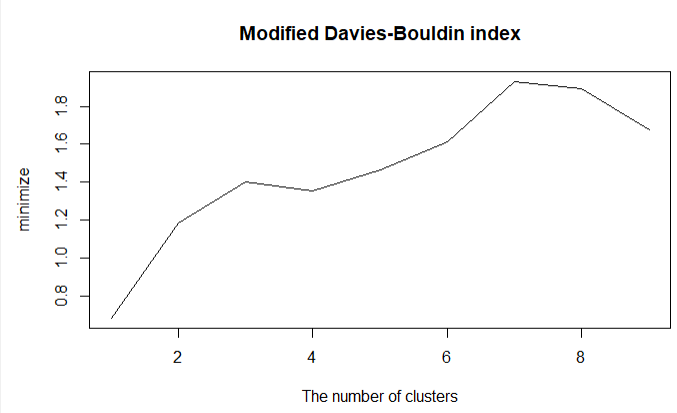 Modified Davies-Bouldin index
minimize
1.8
1.6
1.4
1.2
1.0
0.8
2 4 6 8
The number of clusters